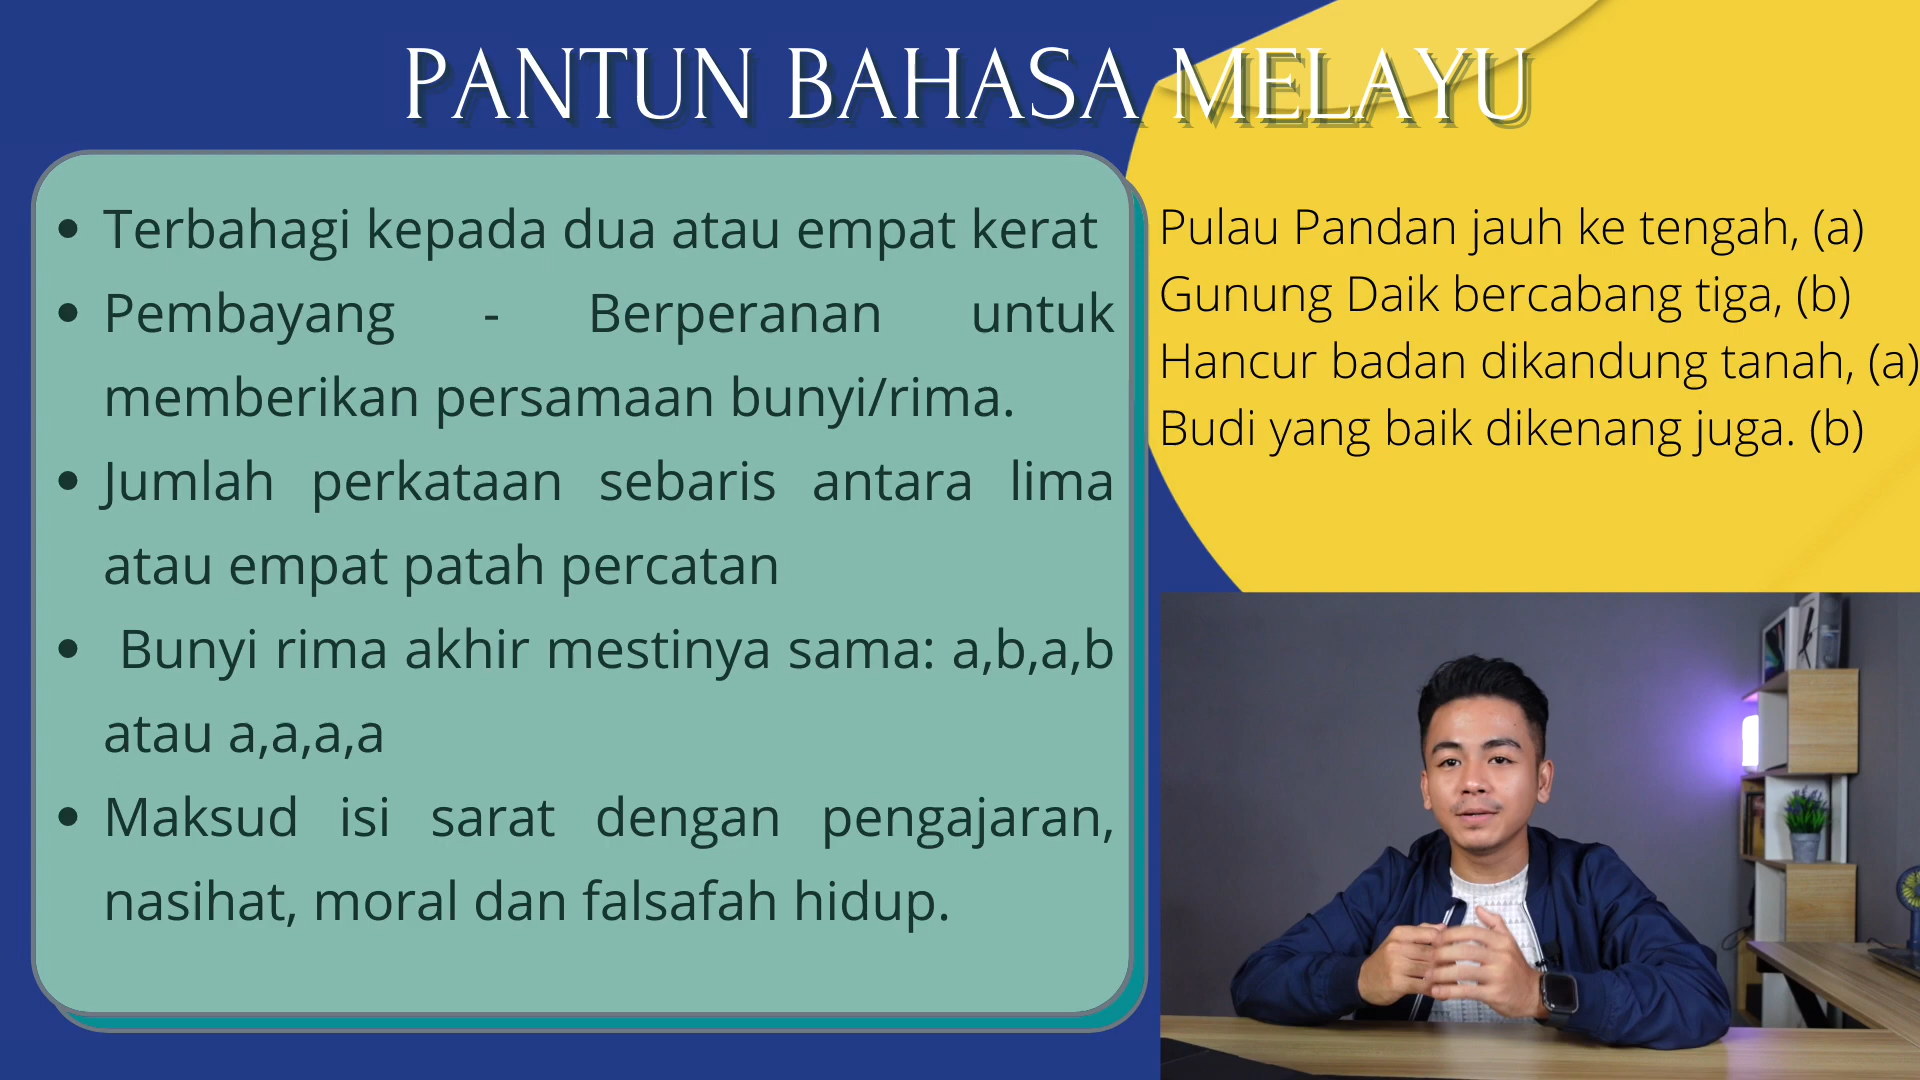 PANTUN BAHASA MELAYU
• Terbahagi kepada dua atau empat kerat
• Pembayang - Berperanan untuk
memberikan persamaan bunyi/rima.
• Jumlah perkataan sebaris antara lima
atau empat patah percatan
• Bunyi rima akhir mestinya sama: a,b,a,b
atau a,a,a,a
• Maksud isi sarat dengan pengajaran,
nasihat, moral dan falsafah hidup.
Pulau Pandan jauh ke tengah, (a)
Gunung Daik bercabang tiga, (b)
Hancur badan dikandung tanah, (a)
Budi yang baik dikenang juga. (b)